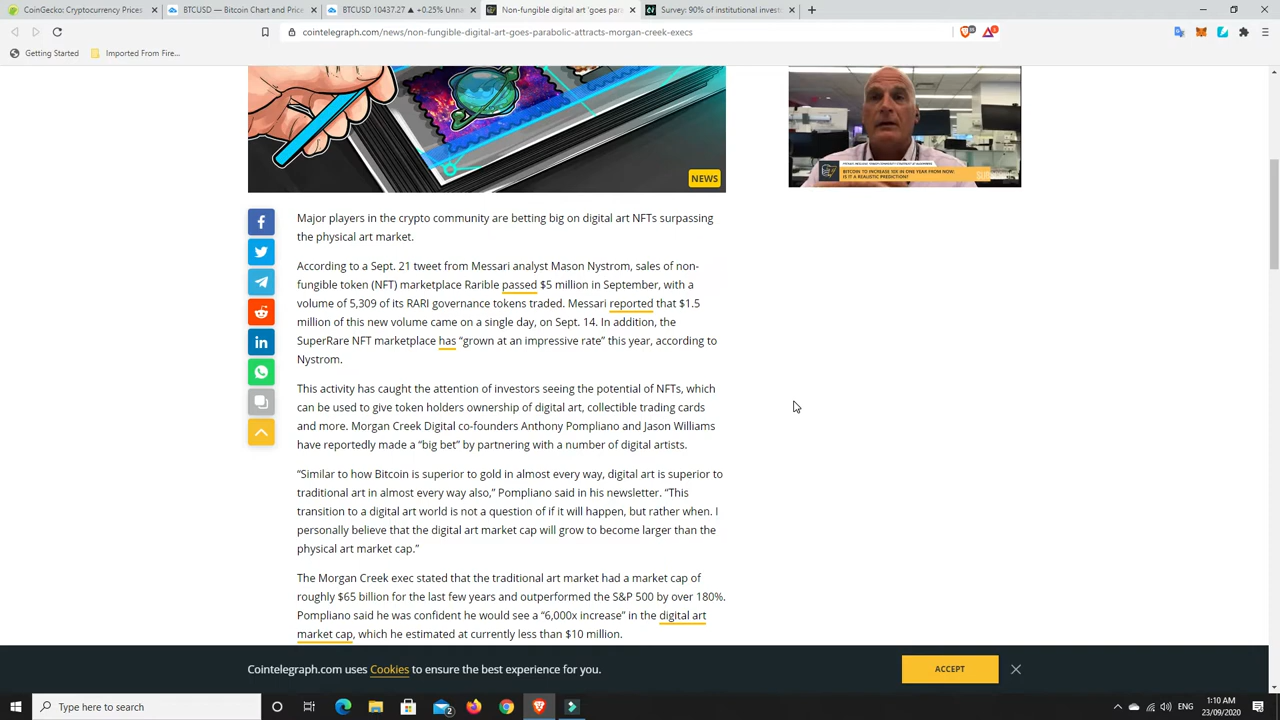 CoinGecko: Cryptocurrency Prices
BTCUSD — Bitcoin Chart and Price
BTCUSD 10437.27 ▲ +0.25% Unna
Non-fungible digital art 'goes par
Survey: 90% of institutional invest
cointelegraph.com/news/non-fungible-digital-art-goes-parabolic-attracts-morgan-creek-execs
Getting Started
Imported From Fire...
NEWS
BITCOIN TO INCREASE SIX IN ONE YEAR FROM NOW,
IS IT A REALISTIC PREDICTION?
Major players in the crypto community are betting big on digital art NFTs surpassing
the physical art market.
According to a Sept. 21 tweet from Messari analyst Mason Nystrom, sales of non-
fungible token (NFT) marketplace Rarible passed $5 million in September, with a
volume of 5,309 of its RARI governance tokens traded. Messari reported that $1.5
million of this new volume came on a single day, on Sept. 14. In addition, the
SuperRare NFT marketplace has “grown at an impressive rate” this year, according to
Nystrom.
This activity has caught the attention of investors seeing the potential of NFTs, which
can be used to give token holders ownership of digital art, collectible trading cards
and more. Morgan Creek Digital co-founders Anthony Pompliano and Jason Williams
have reportedly made a “big bet” by partnering with a number of digital artists.
“Similar to how Bitcoin is superior to gold in almost every way, digital art is superior to
traditional art in almost every way also,” Pompliano said in his newsletter. “This
transition to a digital art world is not a question of if it will happen, but rather when. I
personally believe that the digital art market cap will grow to become larger than the
physical art market cap.”
The Morgan Creek exec stated that the traditional art market had a market cap of
roughly $65 billion for the last few years and outperformed the S&P 500 by over 180%.
Pompliano said he was confident he would see a “6,000x increase” in the digital art
market cap, which he estimated at currently less than $10 million.
Cointelegraph.com uses Cookies to ensure the best experience for you.
ACCEPT
Type here to search
2
ENG
1:10 AM
23/09/2020